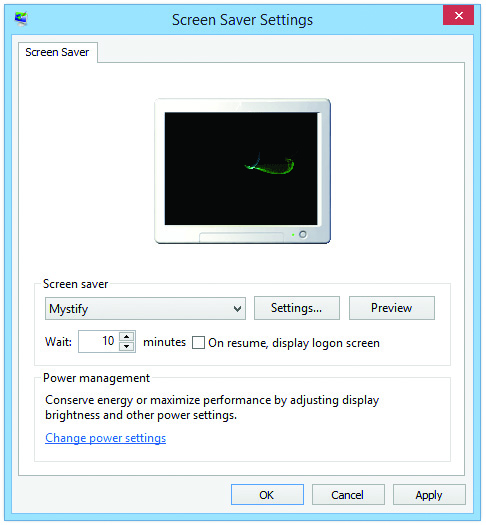 Screen Saver Settings
Screen Saver
Screen saver
Mystify
Settings...
Preview
Wait: 10 minutes On resume, display logon screen
Power management
Conserve energy or maximize performance by adjusting display
brightness and other power settings.
Change power settings
OK
Cancel
Apply